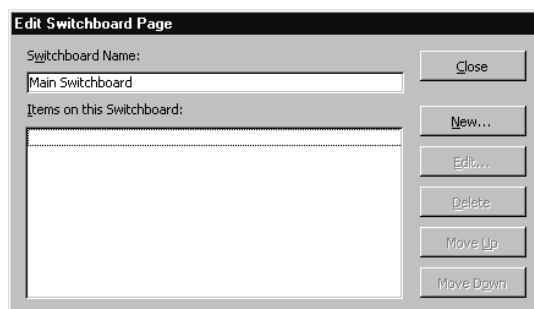 Edit Switchboard Page
Switchboard Name:
Close
Main Switchboard
Items on this Switchboard:
New...
Edit...
Delete
Move Up
Move Down